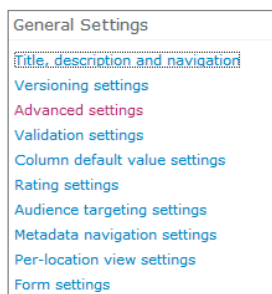 General Settings
Title, description and navigation
Versioning settings
Advanced settings
Validation settings
Column default value settings
Rating settings
Audience targeting settings
Metadata navigation settings
Per-location view settings
Form settings